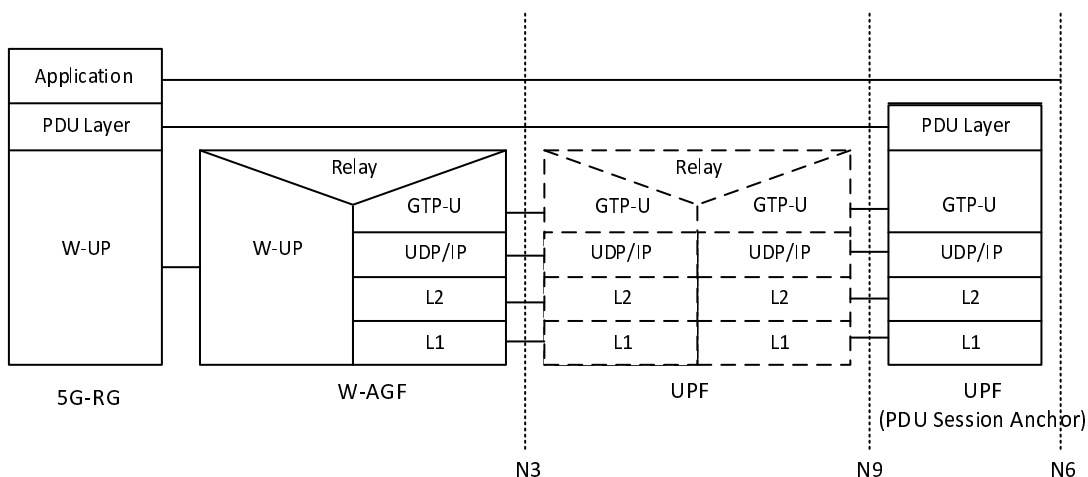 Application
PDU Layer
PDU Layer
Relay
Relay
GTP-U
GTP-U
GTP-U
GTP-U
W-UP
W-UP
UDP/IP
UDP/IP
UDP/IP
UDP/IP
L2
L2
L2
L2
L1
L1
L1
L1
5G-RG
W-AGF
UPF
UPF
(PDU Session Anchor)
N3
N9
N6